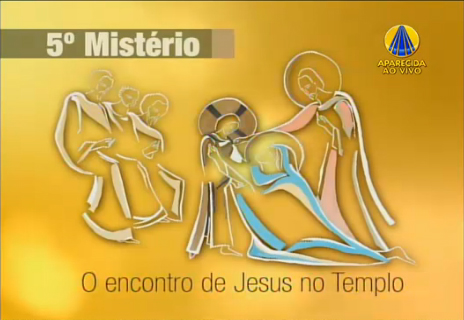 5º Mistério
APARECIDA
AO VIVO
O encontro de Jesus no Templo